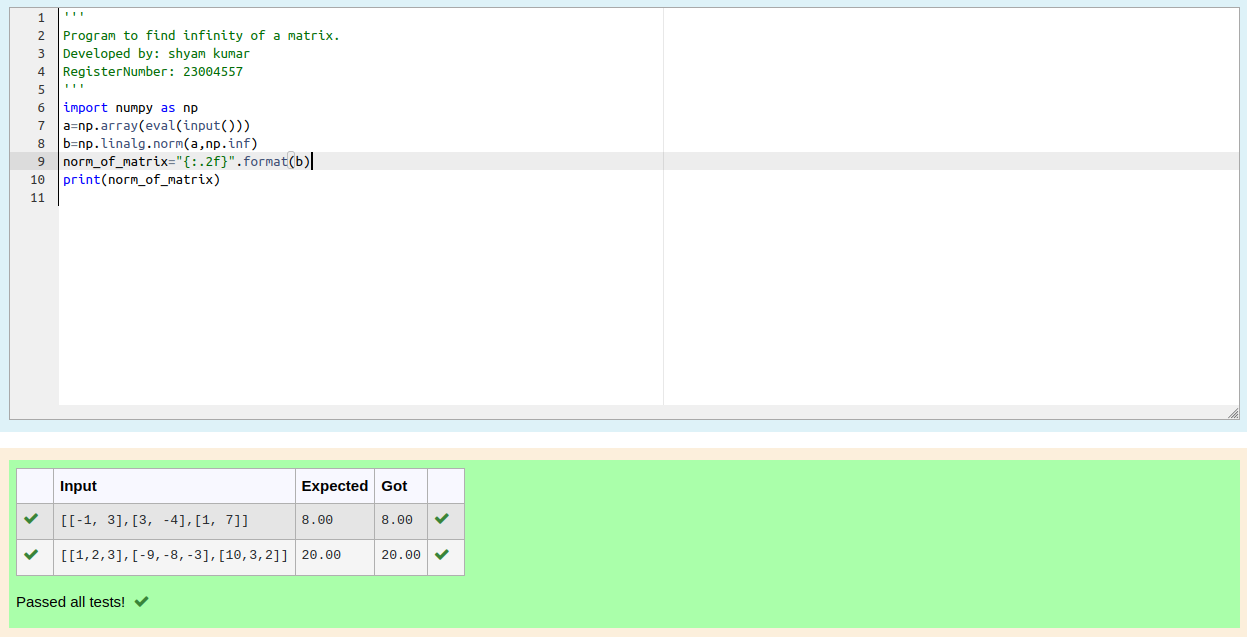 1 '''
2 Program to find infinity of a matrix.
3 Developed by: shyam kumar
4 RegisterNumber: 23004557
5 '''
6 import numpy as np
7 a=np.array(eval(input()))
8 b=np.linalg.norm(a,np.inf)
9 norm_of_matrix="{:.2f}".format(b)
10 print(norm_of_matrix)
11
Input Expected Got
[[-1, 3],[3, -4],[1, 7]] 8.00 8.00
[[1,2,3],[-9,-8,-3],[10,3,2]] 20.00 20.00
Passed all tests!